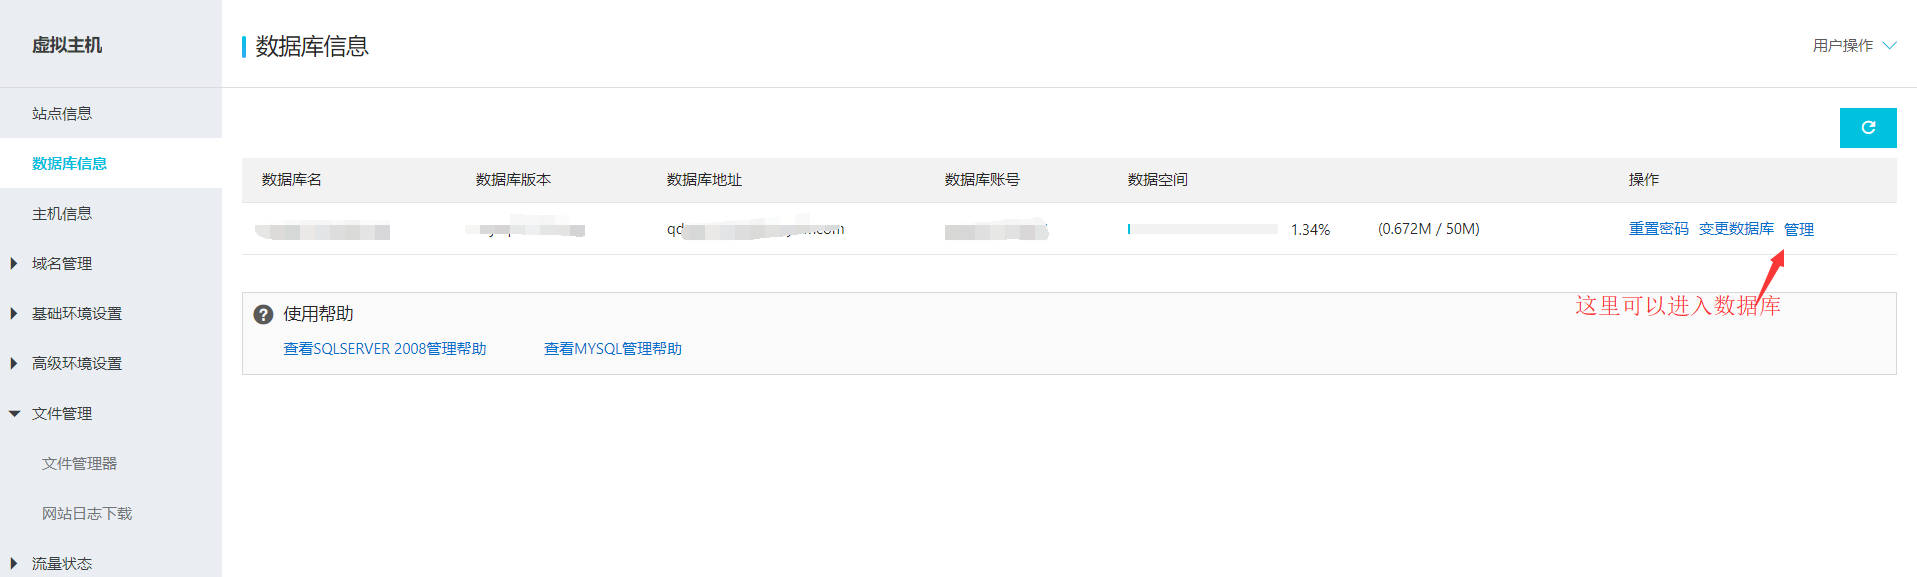 虚拟主机
数据库信息
用户操作
站点信息
数据库信息
主机信息
域名管理
基础环境设置
高级环境设置
文件管理
文件管理器
网站日志下载
流量状态
数据库名 数据库版本 数据库地址 数据库账号 数据空间 操作
1.34% (0.672M / 50M) 重置密码 变更数据库 管理
这里可以进入数据库
使用帮助
查看SQLSERVER 2008管理帮助 查看MYSQL管理帮助